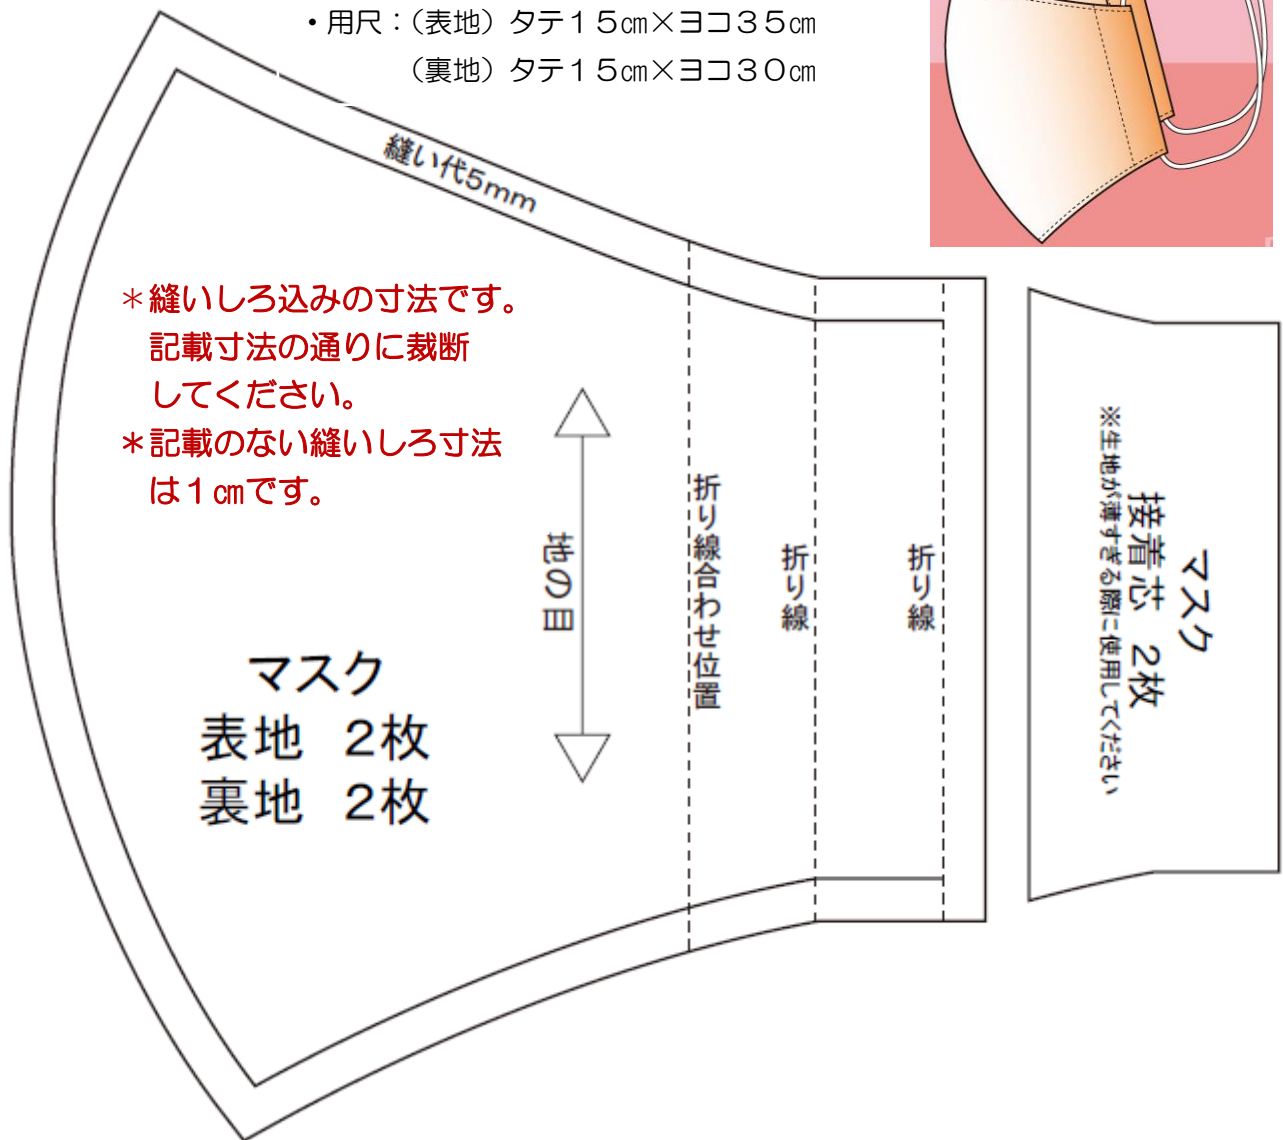 ・用尺：（表地）タテ１５㎝×ヨコ３５㎝
（裏地）タテ１５㎝×ヨコ３０㎝
縫い代5mm
＊縫いしろ込みの寸法です。
記載寸法の通りに裁断
してください。
＊記載のない縫いしろ寸法
は１㎝です。
地の目
折り線合わせ位置
折り線
折り線
マスク
表地　2枚
裏地　2枚
マスク
接着芯　2枚
※生地が薄すぎる際に使用してください